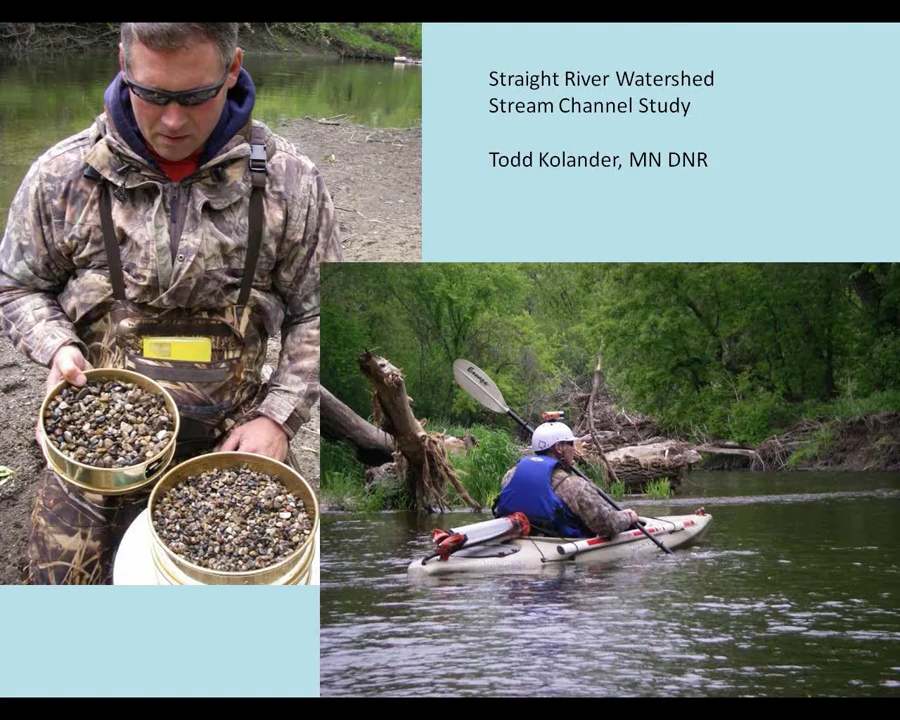 Straight River Watershed
Stream Channel Study
Todd Kolander, MN DNR